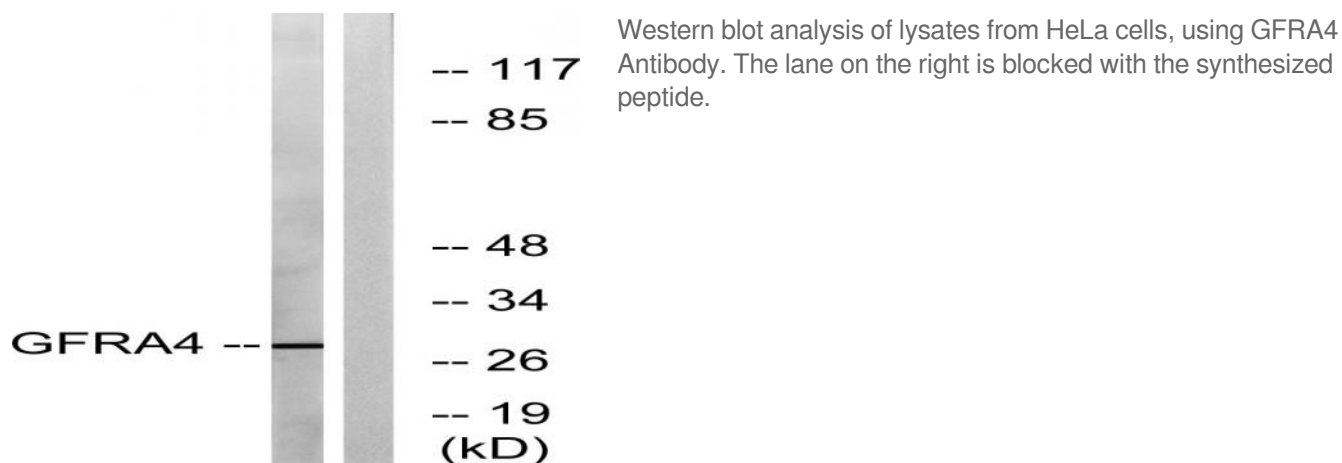 -- 117
-- 85
-- 48
-- 34
GFRA4 --
-- 26
-- 19
(kD)
Western blot analysis of lysates from HeLa cells, using GFRA4
Antibody. The lane on the right is blocked with the synthesized
peptide.